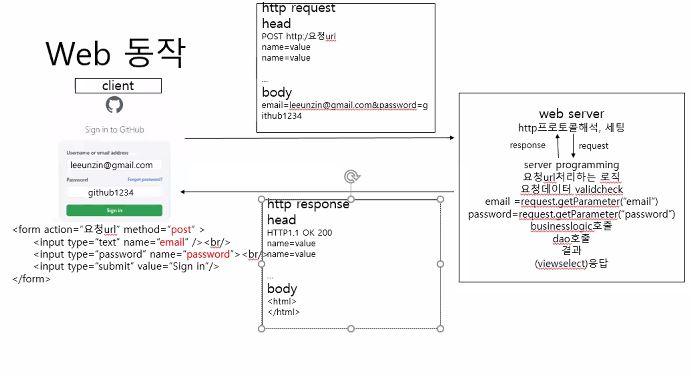 Web 동작
client
Sign in to GitHub
Username or email address
leeunzin@gmail.com
Password
Forgot password?
github1234
Sign in
<form action="요청url" method="post" >
<input type="text" name="email" /><br/>
<input type="password" name="password"><br/>
<input type="submit" value="Sign in"/>
</form>
http request
head
POST http:/요청url
name=value
name=value
...
body
email=leeunzin@gmail.com&password=g
ithub1234
http response
head
HTTP1.1 OK 200
name=value
name=value
...
body
<html>
</html>
web server
http프로토콜해석, 세팅
response
request
server programming
요청url처리하는 로직
요청데이터 validcheck
email =request.getParameter("email")
password=request.getParameter("password")
businesslogic호출
dao호출
결과
(viewselect)응답